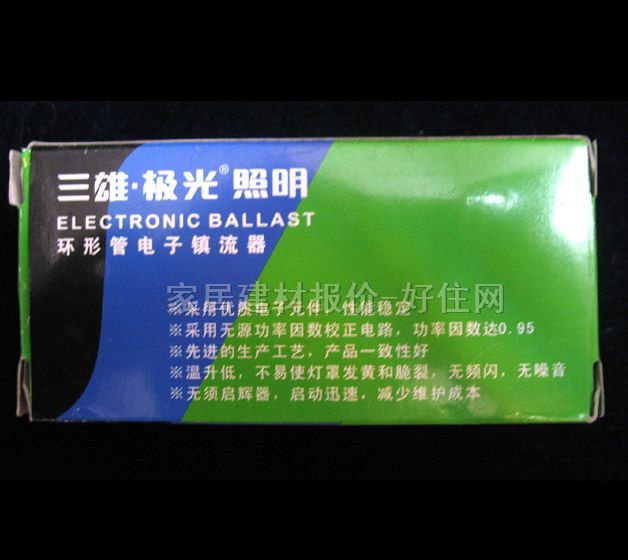 三雄·极光®照明
ELECTRONIC BALLAST
环形管电子镇流器
家居建材报价-好住网
※采用优质电子元件，性能稳定
※采用无源功率因数校正电路，功率因数达0.95
※先进的生产工艺，产品一致性好
※温升低，不易使灯罩发黄和脆裂，无频闪，无噪音
※无须启辉器，启动迅速，减少维护成本